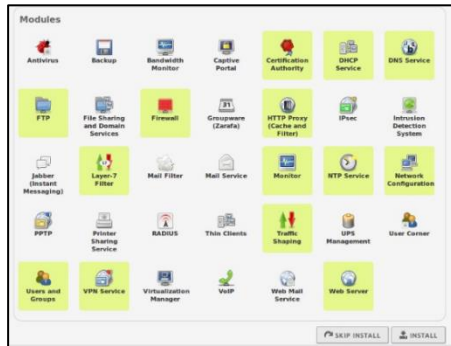 Modules
Antivirus
Backup
Bandwidth
Monitor
Captive
Portal
Certification
Authority
DHCP
Service
DNS Service
FTP
File Sharing
and Domain
Services
Firewall
Groupware
(Zarafa)
HTTP Proxy
(Cache and
Filter)
IPsec
Intrusion
Detection
System
Jabber
(Instant
Messaging)
Layer-7
Filter
Mail Filter
Mail Service
Monitor
NTP Service
Network
Configuration
PPTP
Printer
Sharing
Service
RADIUS
Thin Clients
Traffic
Shaping
UPS
Management
User Corner
Users and
Groups
VPN Service
Virtualization
Manager
VoIP
Web Mail
Service
Web Server
SKIP INSTALL
INSTALL